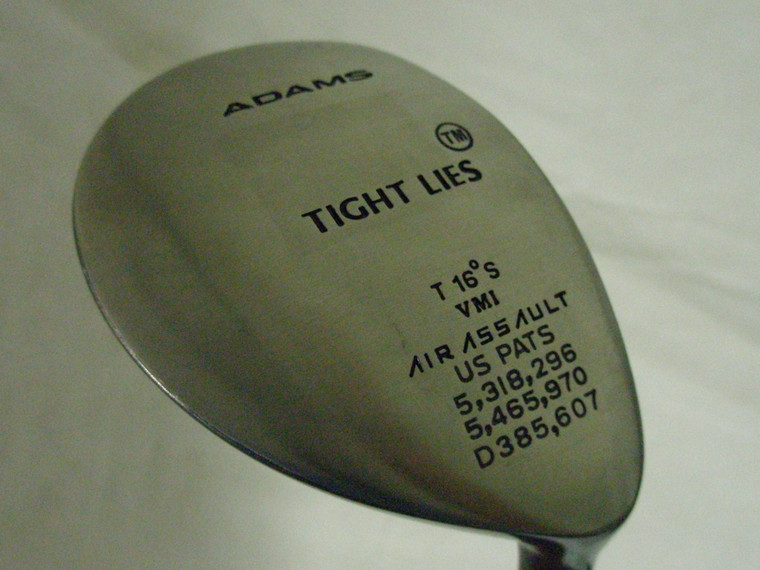 ADAMS
TM
TIGHT LIES
T 16° S
VMI
AIR ASSAULT
US PATS
5,318,296
5,465,970
D385,607